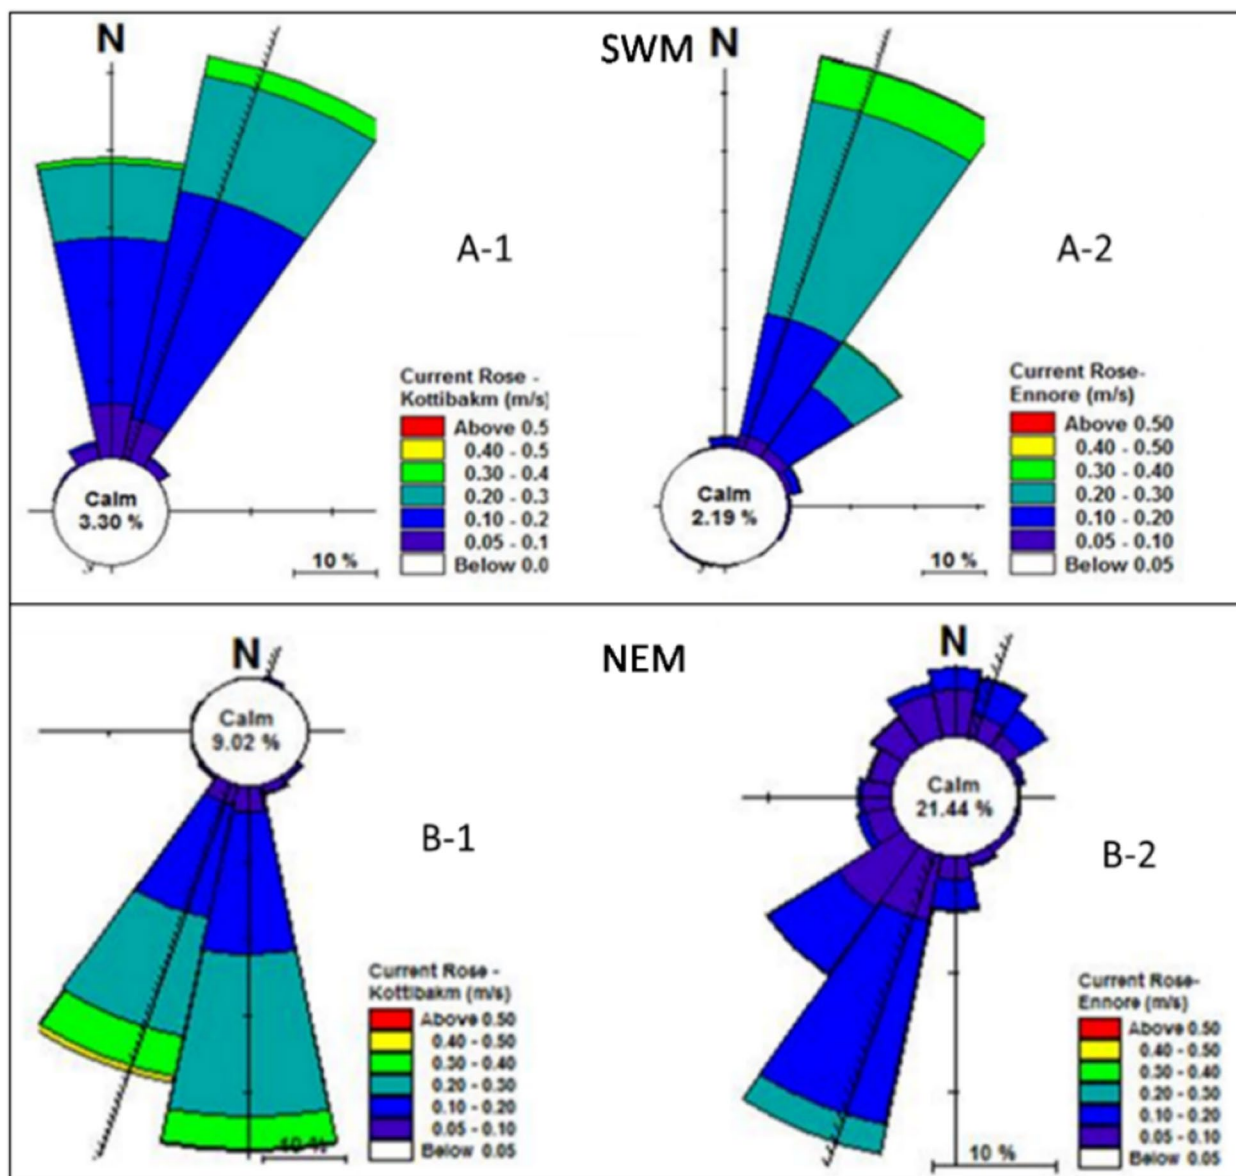 N
SWM
N
A-1
A-2
Current Rose -
Kottibakm (m/s)
Above 0.5
0.40 - 0.5
0.30 - 0.4
0.20 - 0.3
0.10 - 0.2
0.05 - 0.1
Below 0.0
Calm
3.30 %
10 %
Current Rose-
Ennore (m/s)
Above 0.50
0.40 - 0.50
0.30 - 0.40
0.20 - 0.30
0.10 - 0.20
0.05 - 0.10
Below 0.05
Calm
2.19 %
10 %
N
NEM
N
Calm
9.02 %
B-1
Calm
21.44 %
B-2
Current Rose -
Kottibakm (m/s)
Above 0.50
0.40 - 0.50
0.30 - 0.40
0.20 - 0.30
0.10 - 0.20
0.05 - 0.10
Below 0.05
10 %
Current Rose-
Ennore (m/s)
Above 0.50
0.40 - 0.50
0.30 - 0.40
0.20 - 0.30
0.10 - 0.20
0.05 - 0.10
Below 0.05
10 %